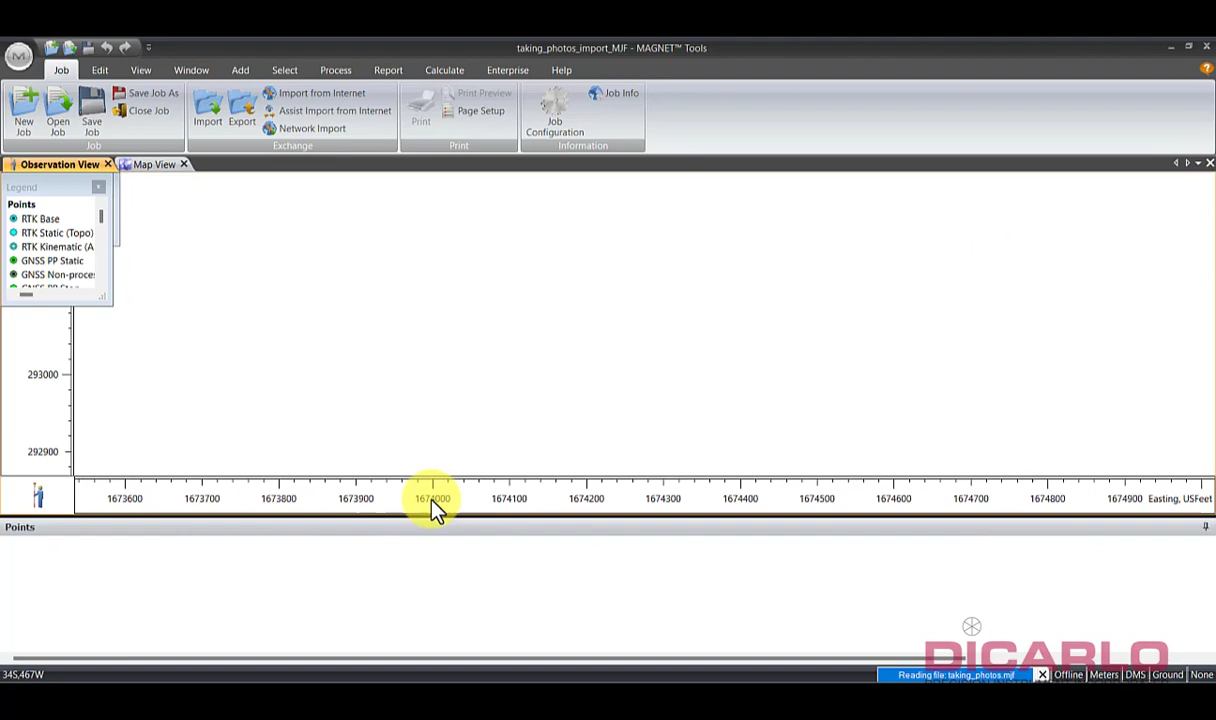 taking_photos_import_MJF - MAGNET™ Tools
Job Edit View Window Add Select Process Report Calculate Enterprise Help
New Job
Open Job
Save Job
Save Job As
Close Job
Job
Import
Export
Import from Internet
Assist Import from Internet
Network Import
Exchange
Print
Print Preview
Page Setup
Print
Job Configuration
Job Info
Information
Observation View
Map View
Legend
Points
RTK Base
RTK Static (Topo)
RTK Kinematic (A
GNSS PP Static
GNSS Non-proce
293000
292900
1673600 1673700 1673800 1673900 1674000 1674100 1674200 1674300 1674400 1674500 1674600 1674700 1674800 1674900 Easting, USFeet
Points
DICARLO
345,467W
Reading file: taking_photos.mjf
Offline Meters DMS Ground None